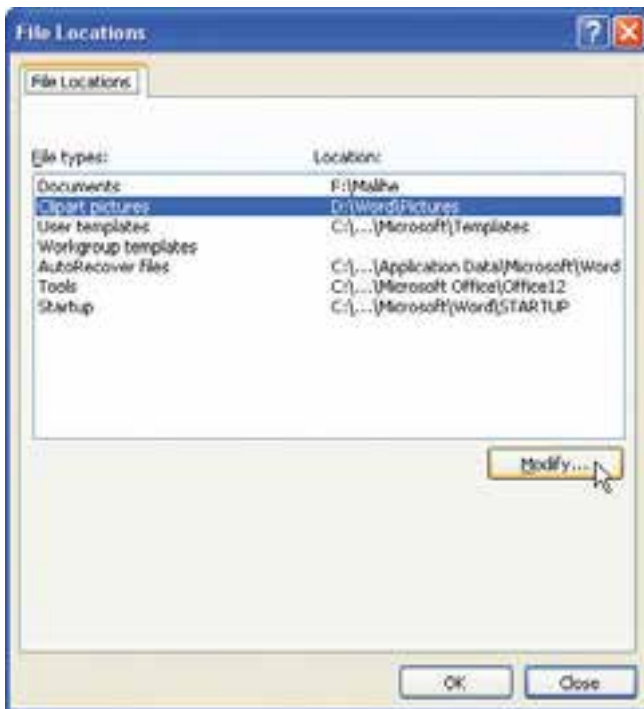 File Locations
File Locations
File types: Location:
Documents F:\Malihe
Clipart pictures D:\Word\Pictures
User templates C:\...\Microsoft\Templates
Workgroup templates
AutoRecover files C:\...\Application Data\Microsoft\Word
Tools C:\...\Microsoft Office\Office12
Startup C:\...\Microsoft\Word\STARTUP
Modify...
OK Close